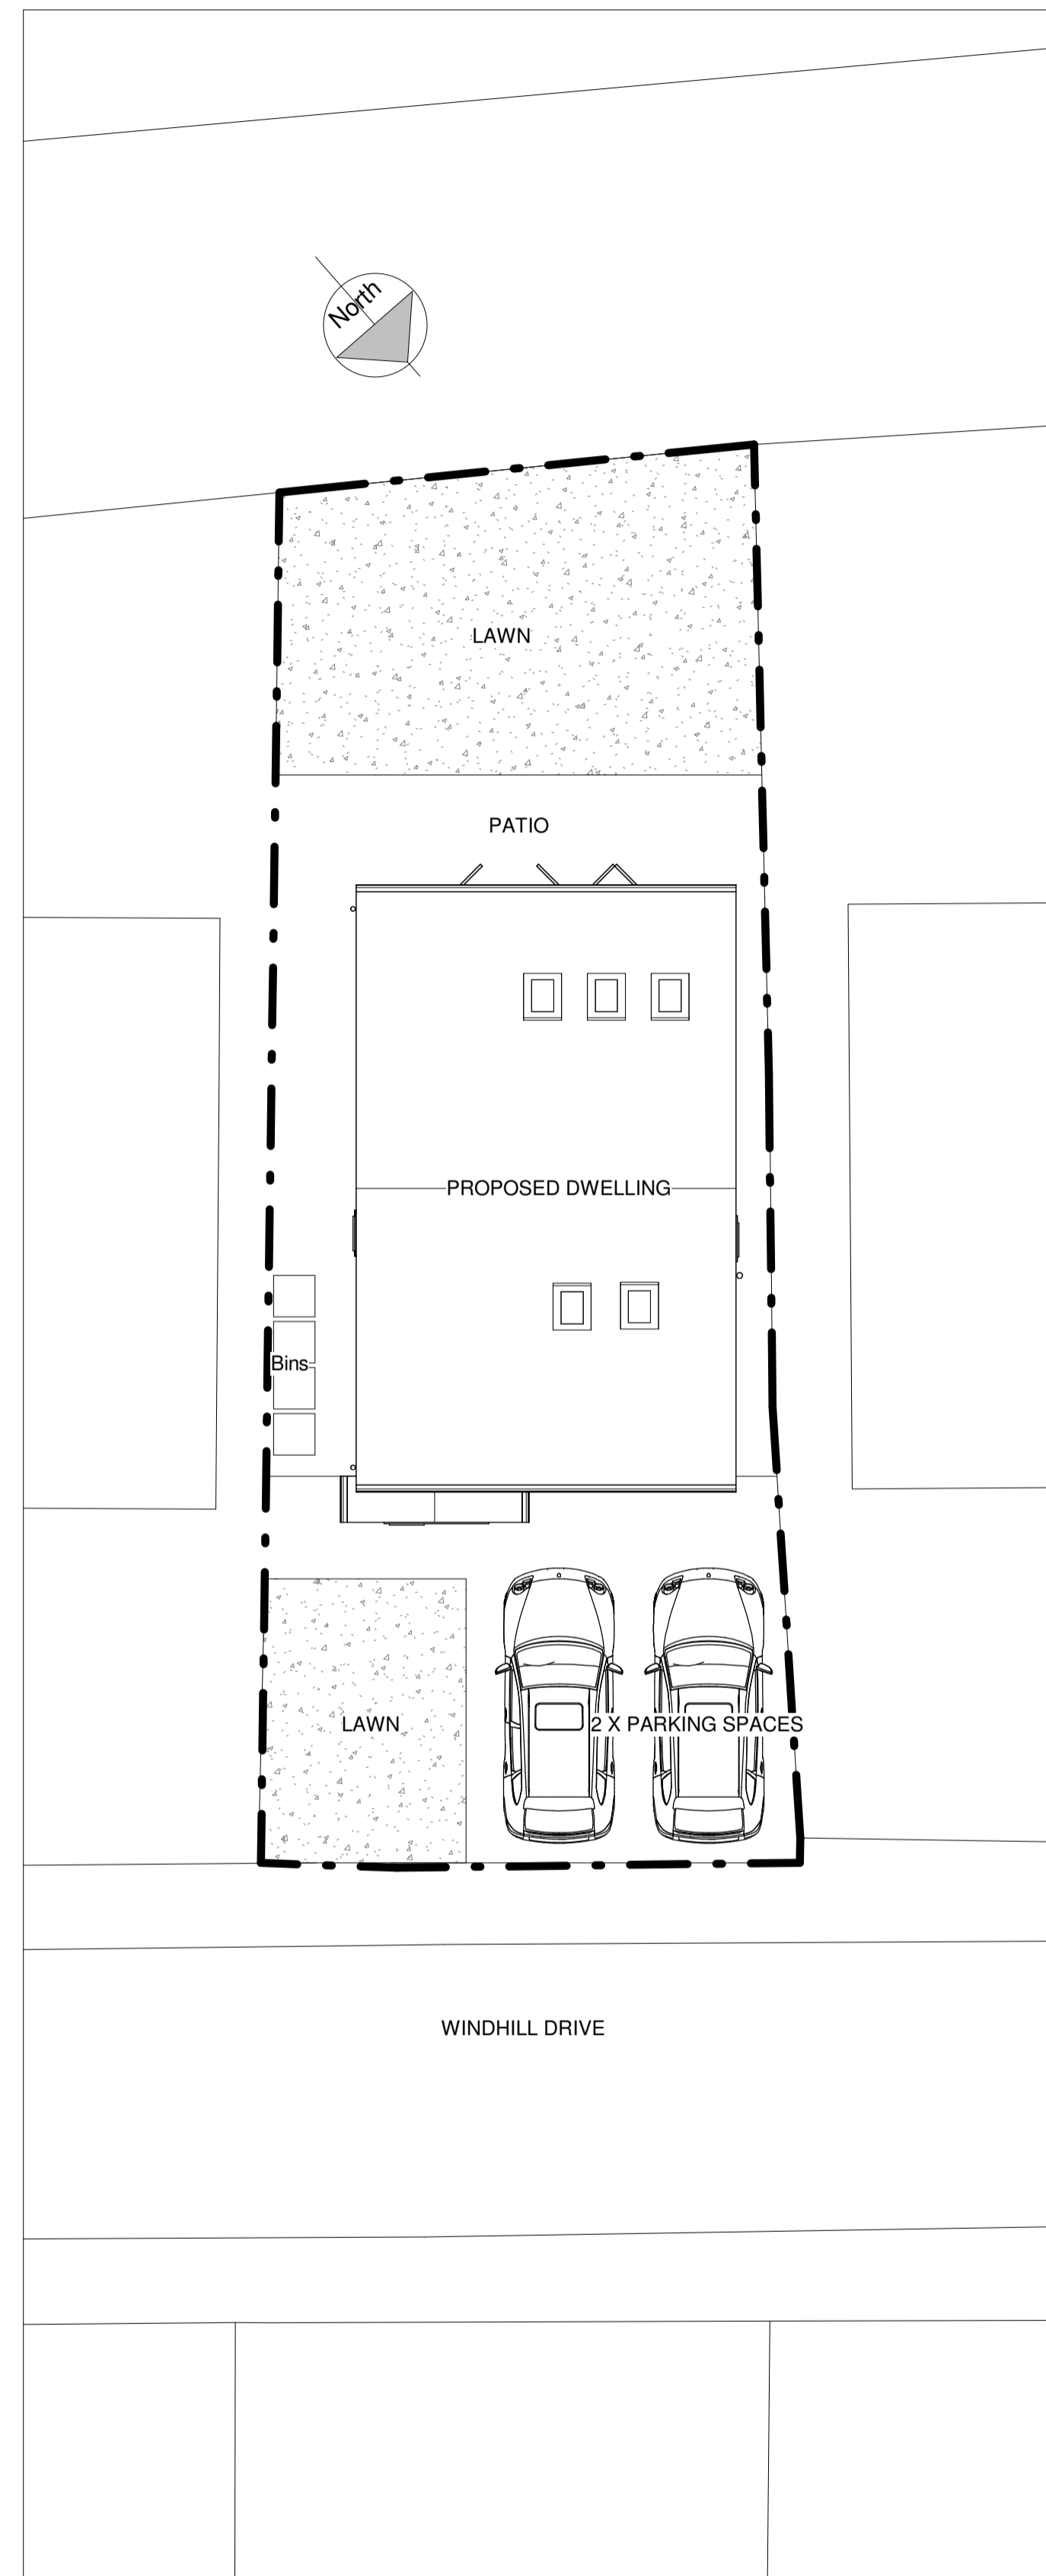 North
LAWN
PATIO
PROPOSED DWELLING
Bins
LAWN
2 X PARKING SPACES
WINDHILL DRIVE